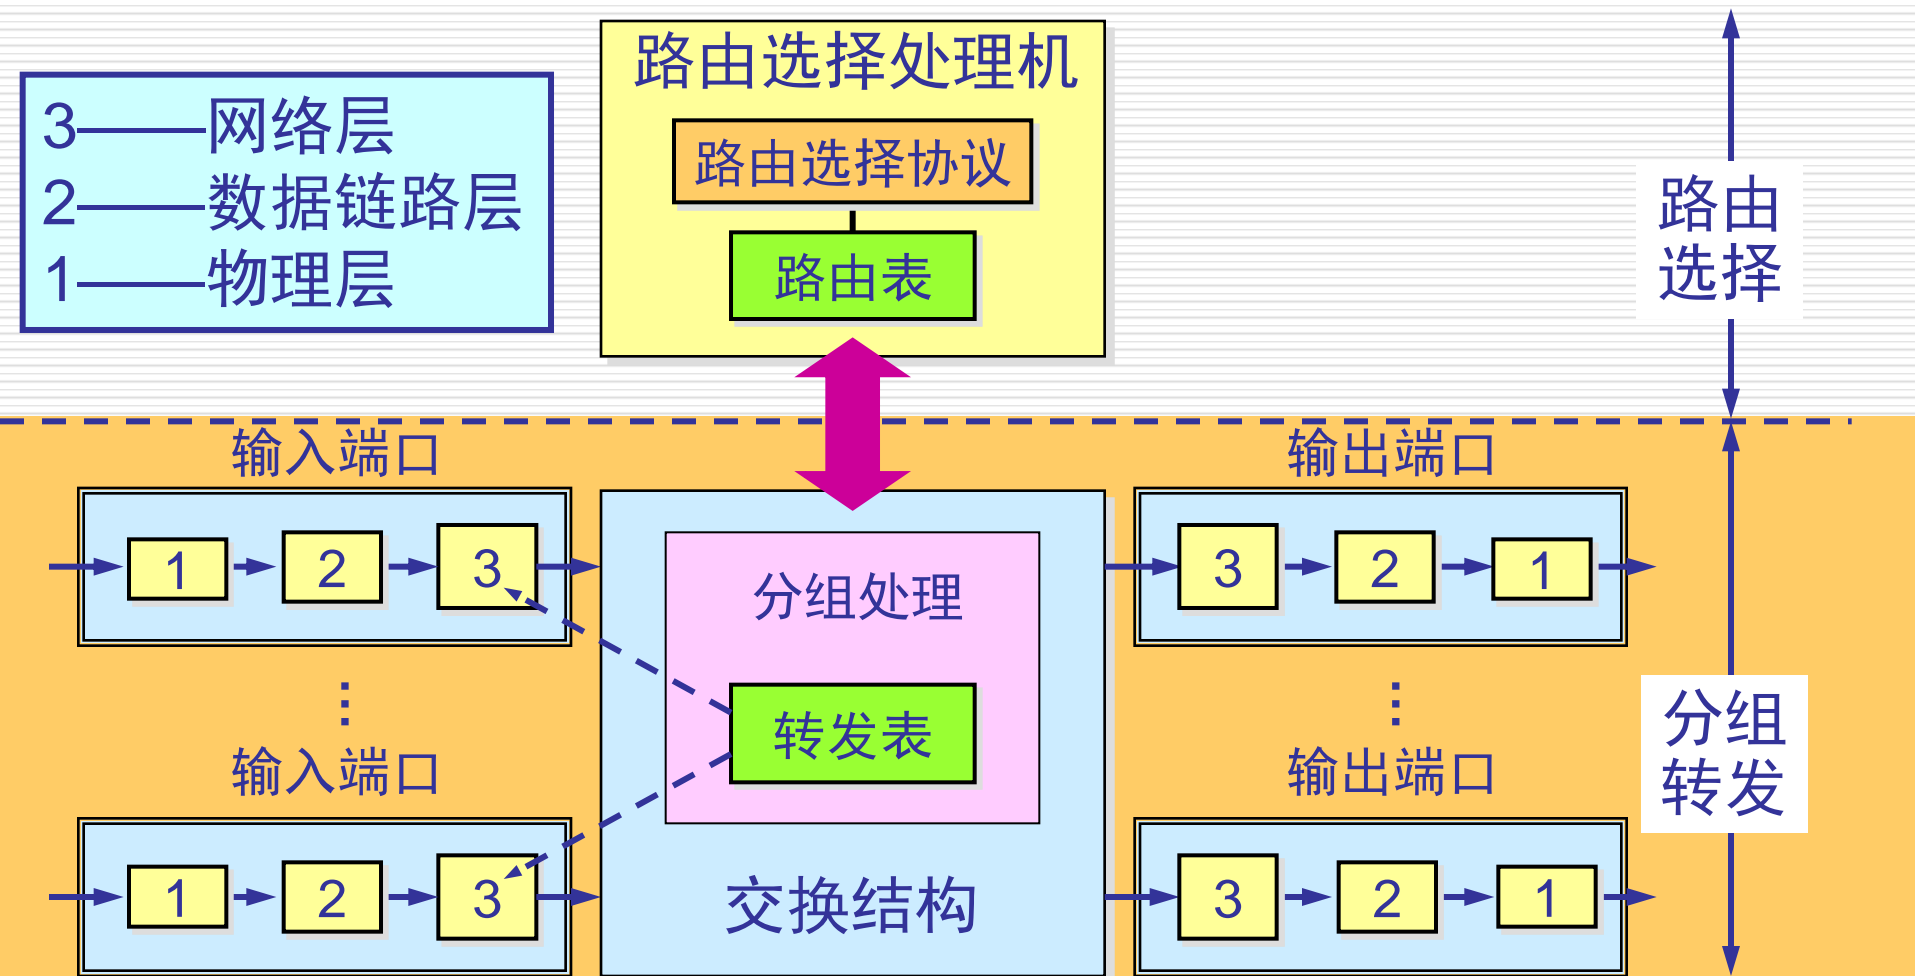 路由选择处理机
3——网络层
2——数据链路层
1——物理层
路由选择协议
路由表
路由
选择
输入端口
输出端口
1
2
3
分组处理
3
2
1
转发表
分组
转发
⋮
⋮
输入端口
输出端口
1
2
3
交换结构
3
2
1